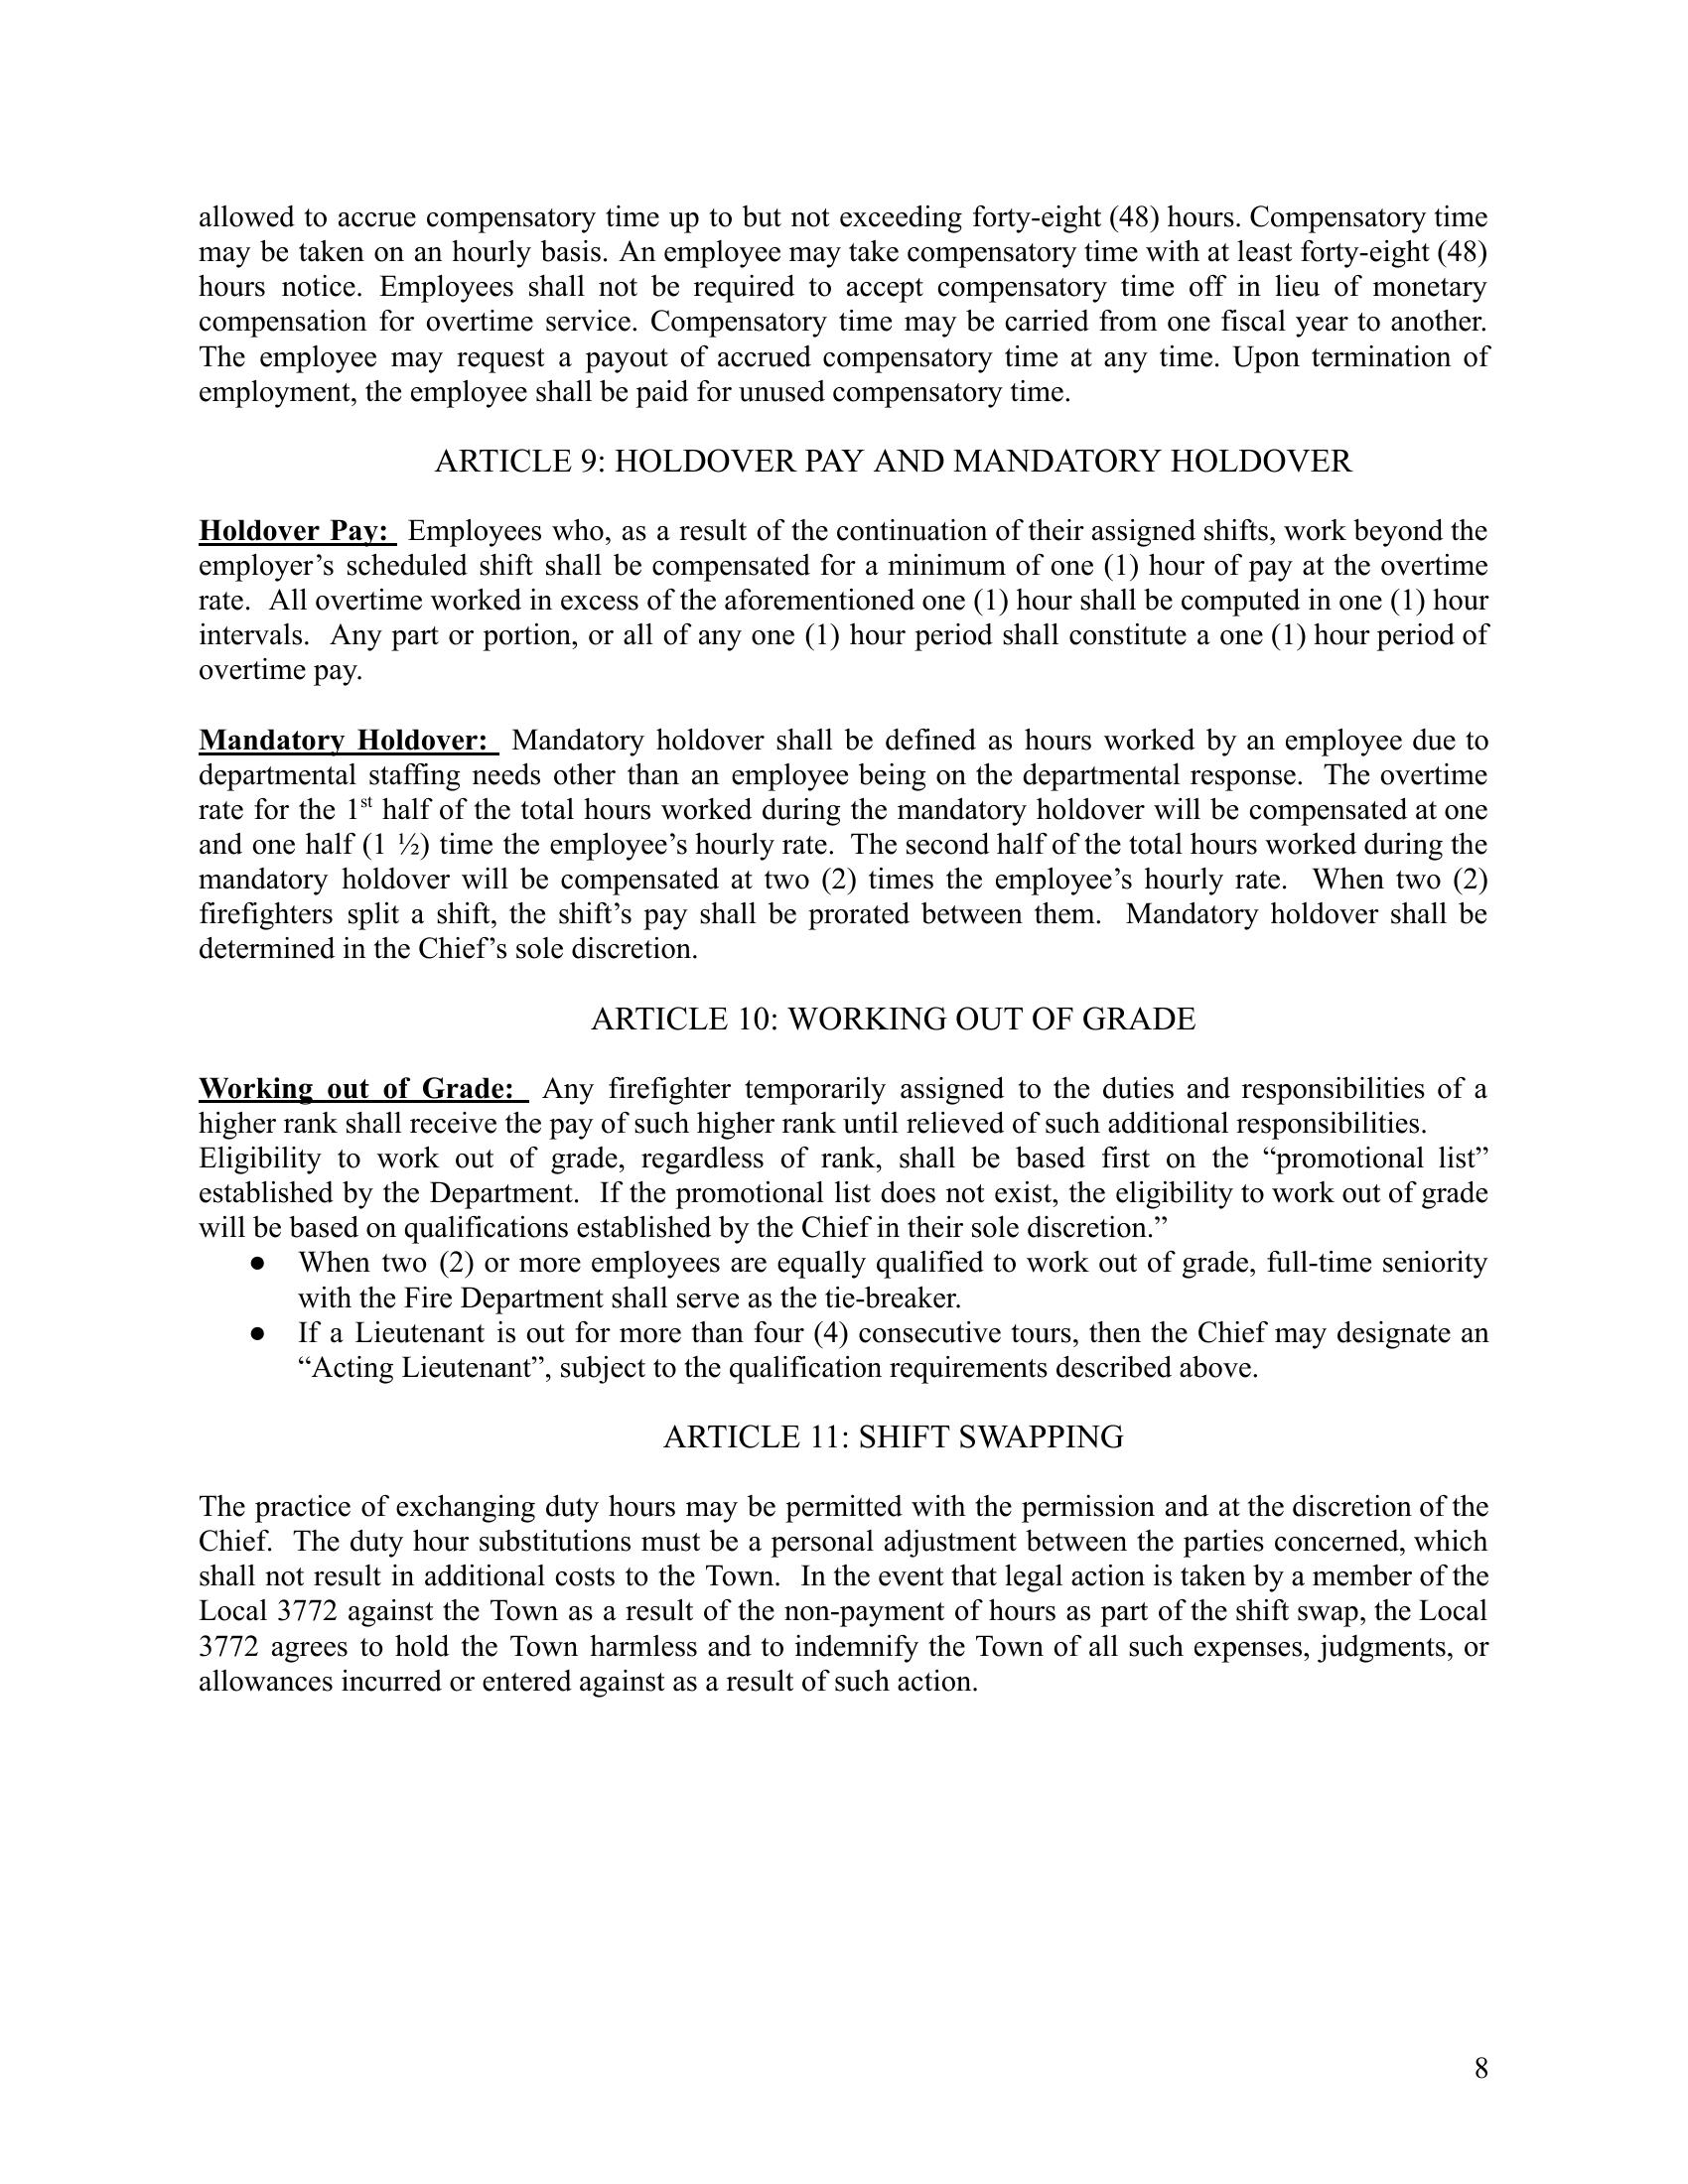 allowed to accrue compensatory time up to but not exceeding forty-eight (48) hours. Compensatory time
may be taken on an hourly basis. An employee may take compensatory time with at least forty-eight (48)
hours notice. Employees shall not be required to accept compensatory time off in lieu of monetary
compensation for overtime service. Compensatory time may be carried from one fiscal year to another.
The employee may request a payout of accrued compensatory time at any time. Upon termination of
employment, the employee shall be paid for unused compensatory time.
ARTICLE 9: HOLDOVER PAY AND MANDATORY HOLDOVER
Holdover Pay: Employees who, as a result of the continuation of their assigned shifts, work beyond the
employer’s scheduled shift shall be compensated for a minimum of one (1) hour of pay at the overtime
rate. All overtime worked in excess of the aforementioned one (1) hour shall be computed in one (1) hour
intervals. Any part or portion, or all of any one (1) hour period shall constitute a one (1) hour period of
overtime pay.
Mandatory Holdover: Mandatory holdover shall be defined as hours worked by an employee due to
departmental staffing needs other than an employee being on the departmental response. The overtime
rate for the 1st half of the total hours worked during the mandatory holdover will be compensated at one
and one half (1 ½) time the employee’s hourly rate. The second half of the total hours worked during the
mandatory holdover will be compensated at two (2) times the employee’s hourly rate. When two (2)
firefighters split a shift, the shift’s pay shall be prorated between them. Mandatory holdover shall be
determined in the Chief’s sole discretion.
ARTICLE 10: WORKING OUT OF GRADE
Working out of Grade: Any firefighter temporarily assigned to the duties and responsibilities of a
higher rank shall receive the pay of such higher rank until relieved of such additional responsibilities.
Eligibility to work out of grade, regardless of rank, shall be based first on the “promotional list”
established by the Department. If the promotional list does not exist, the eligibility to work out of grade
will be based on qualifications established by the Chief in their sole discretion.”
● When two (2) or more employees are equally qualified to work out of grade, full-time seniority
with the Fire Department shall serve as the tie-breaker.
● If a Lieutenant is out for more than four (4) consecutive tours, then the Chief may designate an
“Acting Lieutenant”, subject to the qualification requirements described above.
ARTICLE 11: SHIFT SWAPPING
The practice of exchanging duty hours may be permitted with the permission and at the discretion of the
Chief. The duty hour substitutions must be a personal adjustment between the parties concerned, which
shall not result in additional costs to the Town. In the event that legal action is taken by a member of the
Local 3772 against the Town as a result of the non-payment of hours as part of the shift swap, the Local
3772 agrees to hold the Town harmless and to indemnify the Town of all such expenses, judgments, or
allowances incurred or entered against as a result of such action.
8